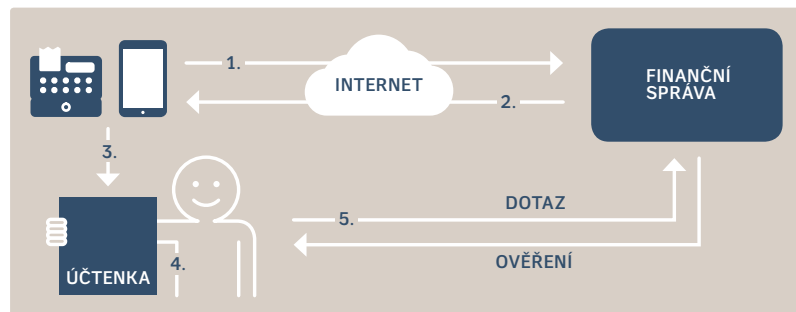 1.
INTERNET
2.
FINANČNÍ
SPRÁVA
3.
ÚČTENKA
4.
5.
DOTAZ
OVĚŘENÍ